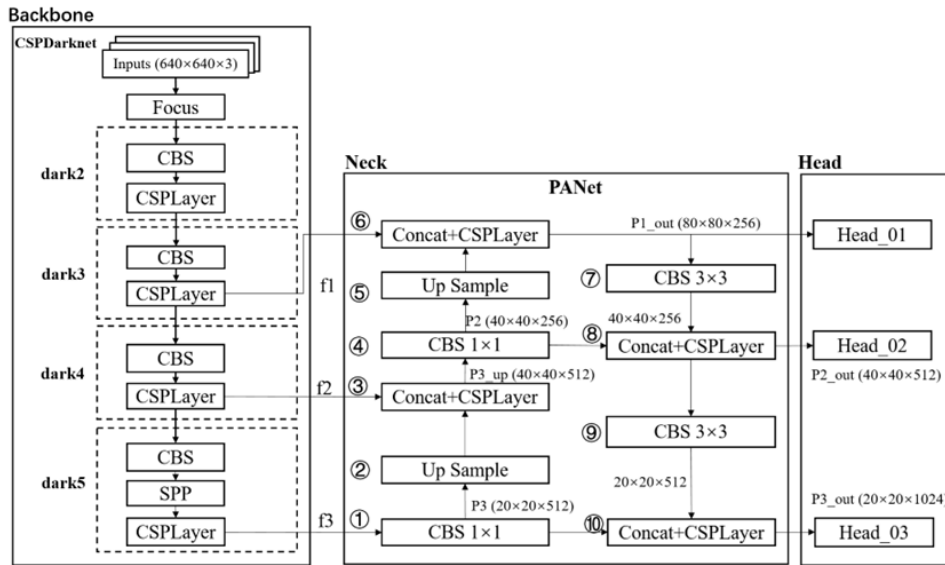 Backbone
CSPDarknet
Inputs (640×640×3)
Focus
dark2
CBS
CSPLayer
dark3
CBS
CSPLayer
f1
dark4
CBS
CSPLayer
f2
dark5
CBS
SPP
CSPLayer
f3
Neck
PANet
⑥
Concat+CSPLayer
P1_out (80×80×256)
⑤
Up Sample
⑦
CBS 3×3
P2 (40×40×256)
40×40×256
④
CBS 1×1
⑧
Concat+CSPLayer
P3_up (40×40×512)
③
Concat+CSPLayer
⑨
CBS 3×3
②
Up Sample
20×20×512
P3 (20×20×512)
①
CBS 1×1
⑩
Concat+CSPLayer
Head
Head_01
Head_02
P2_out (40×40×512)
P3_out (20×20×1024)
Head_03